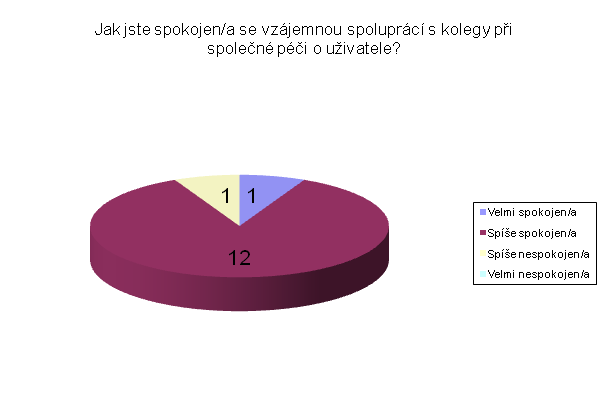 Jak jste spokojen/a se vzájemnou spoluprácí s kolegy při
společné péči o uživatele?
1
1
12
Velmi spokojen/a
Spíše spokojen/a
Spíše nespokojen/a
Velmi nespokojen/a